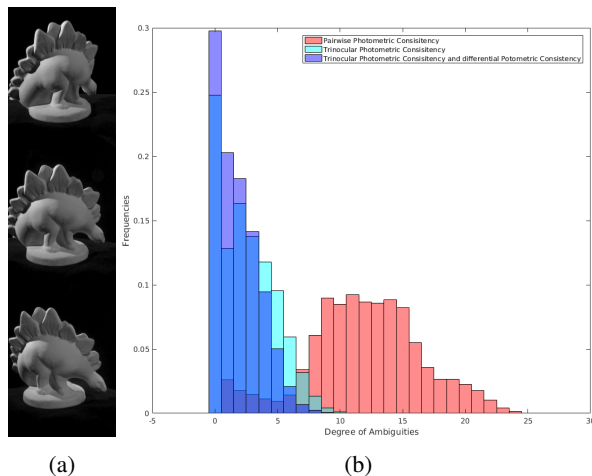 0.3
0.25
0.2
0.15
0.1
0.05
0
Frequencies
Pairwise Photometric Consisitency
Trinocular Photometric Consisitency
Trinocular Photometric Consisitency and differential Potometric Consistency
-5 0 5 10 15 20 25 30
Degree of Ambiguities
(a) (b)